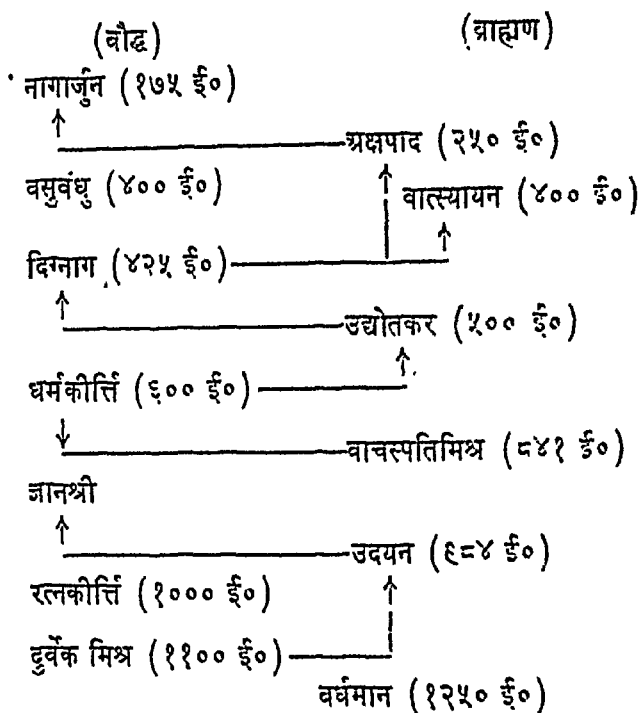 (वौद्ध) (ब्राह्मण)
नागार्जुन (१७५ ई०)
अक्षपाद (२५० ई०)
वसुवंधु (४०० ई०) वात्स्यायन (४०० ई०)
दिग्नाग (४२५ ई०)
उद्योतकर (५०० ई०)
धर्मकीर्त्ति (६०० ई०)
वाचस्पतिमिश्र (८४१ ई०)
ज्ञानश्री
उदयन (९८४ ई०)
रत्नकीर्त्ति (१००० ई०)
दुर्वेक मिश्र (११०० ई०)
वर्धमान (१२५० ई०)